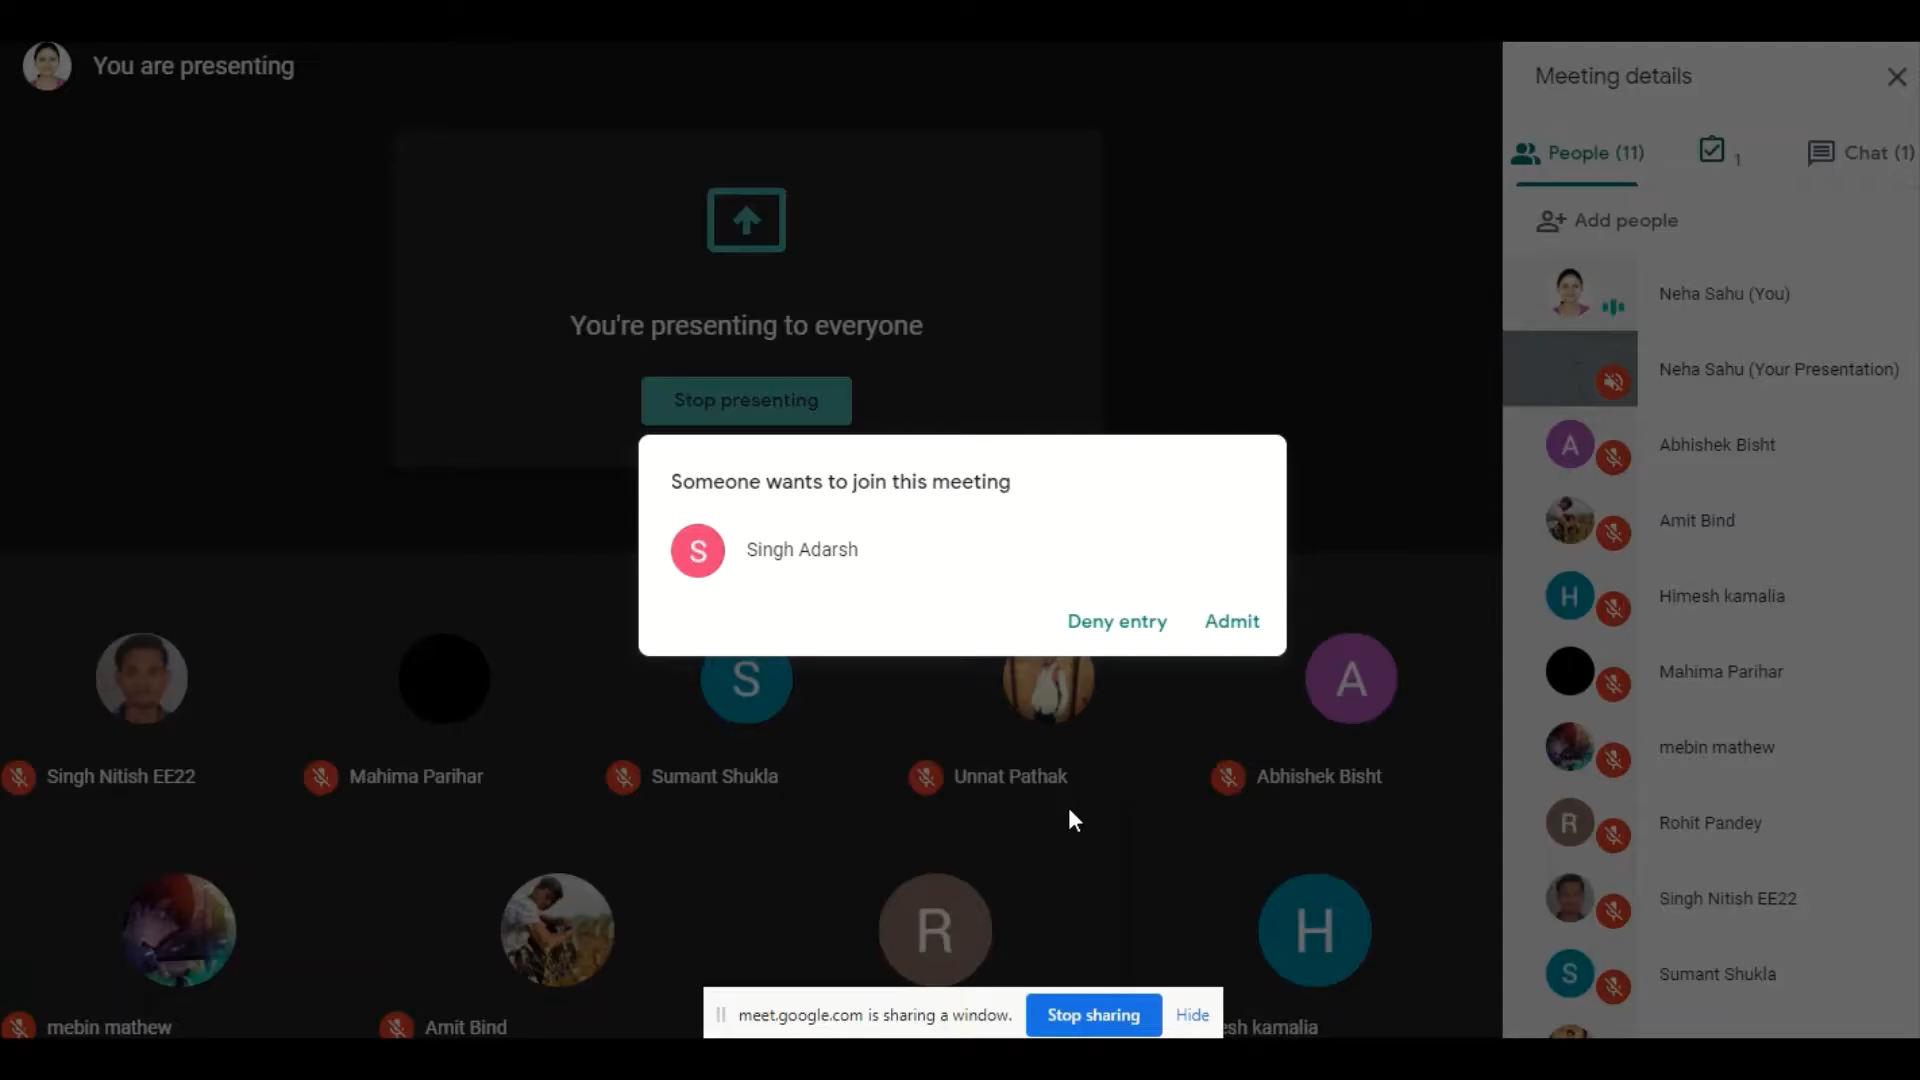 You are presenting
You're presenting to everyone
Stop presenting
Someone wants to join this meeting
S
Singh Adarsh
Deny entry
Admit
S
A
Singh Nitish EE22
Mahima Parihar
Sumant Shukla
Unnat Pathak
Abhishek Bisht
R
H
mebin mathew
Amit Bind
esh kamalia
meet.google.com is sharing a window.
Stop sharing
Hide
Meeting details
People (11)
1
Chat (1)
Add people
Neha Sahu (You)
Neha Sahu (Your Presentation)
A
Abhishek Bisht
Amit Bind
H
Himesh kamalia
Mahima Parihar
mebin mathew
R
Rohit Pandey
Singh Nitish EE22
S
Sumant Shukla